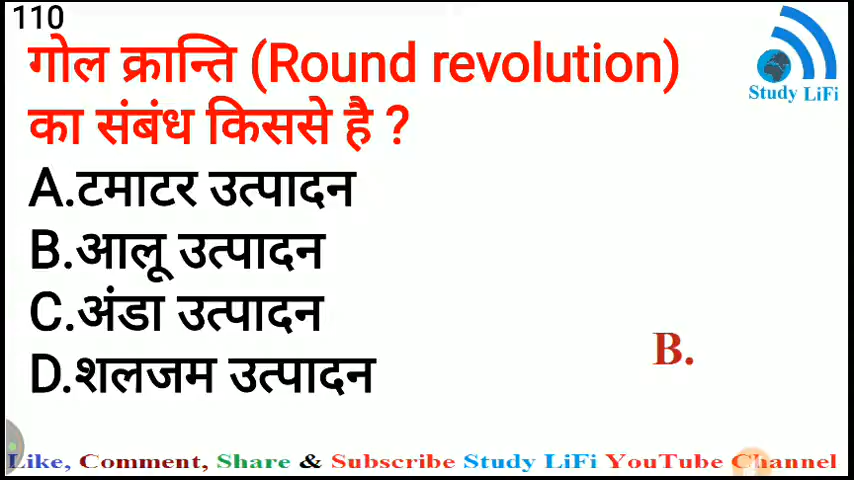 110
गोल क्रान्ति (Round revolution)
का संबंध किससे है ?
A.टमाटर उत्पादन
B.आलू उत्पादन
C.अंडा उत्पादन
D.शलजम उत्पादन
B.
Study LiFi
Like, Comment, Share & Subscribe Study LiFi YouTube Channel